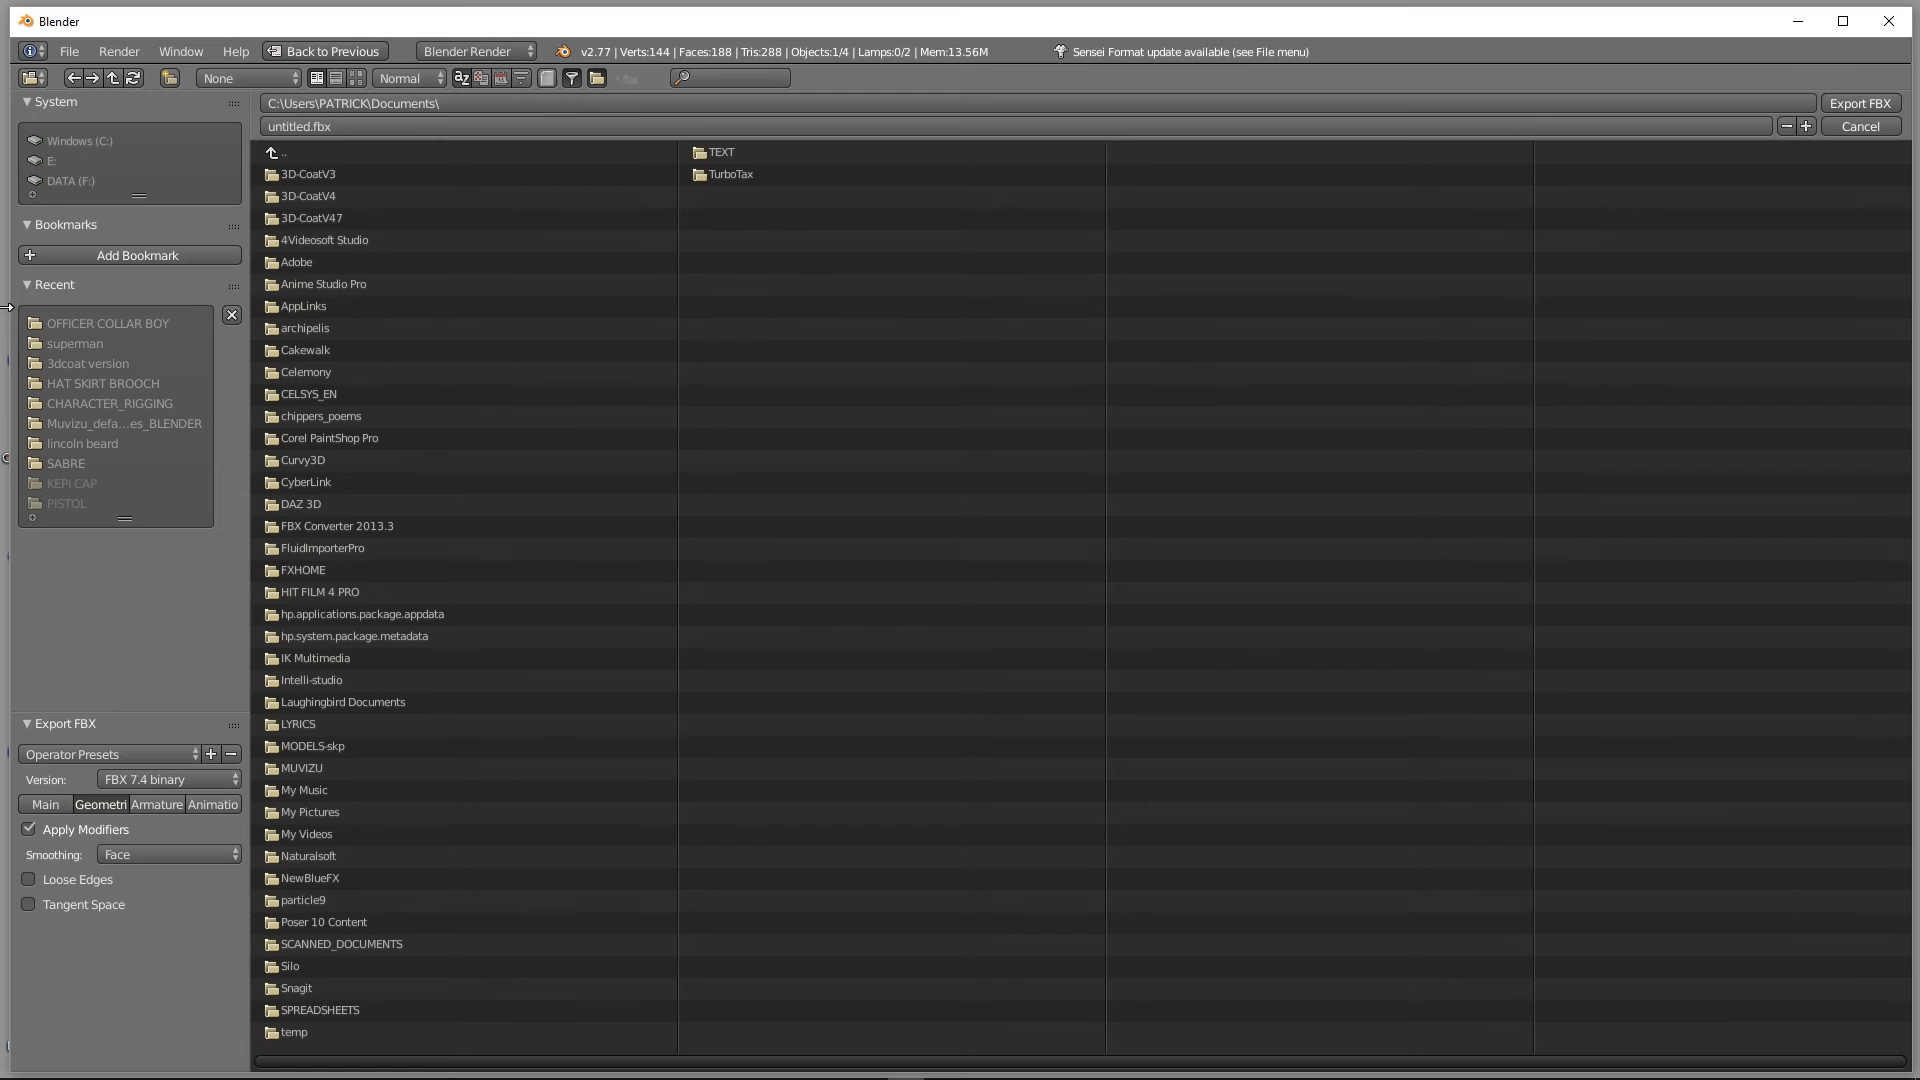 Blender
File Render Window Help Back to Previous Blender Render v2.77 | Verts:144 | Faces:188 | Tris:288 | Objects:1/4 | Lamps:0/2 | Mem:13.56M Sensei Format update available (see File menu)
None Normal
System
Windows (C:)
E:
DATA (F:)
Bookmarks
Add Bookmark
Recent
OFFICER COLLAR BOY
superman
3dcoat version
HAT SKIRT BROOCH
CHARACTER_RIGGING
Muvizu_defa...es_BLENDER
lincoln beard
SABRE
KEPI CAP
PISTOL
Export FBX
Operator Presets
Version: FBX 7.4 binary
Main Geometri Armature Animatio
Apply Modifiers
Smoothing: Face
Loose Edges
Tangent Space
C:\Users\PATRICK\Documents\ Export FBX
untitled.fbx Cancel
..
3D-CoatV3
3D-CoatV4
3D-CoatV47
4Videosoft Studio
Adobe
Anime Studio Pro
AppLinks
archipelis
Cakewalk
Celemony
CELSYS_EN
chippers_poems
Corel PaintShop Pro
Curvy3D
CyberLink
DAZ 3D
FBX Converter 2013.3
FluidImporterPro
FXHOME
HIT FILM 4 PRO
hp.applications.package.appdata
hp.system.package.metadata
IK Multimedia
Intelli-studio
Laughingbird Documents
LYRICS
MODELS-skp
MUVIZU
My Music
My Pictures
My Videos
Naturalsoft
NewBlueFX
particle9
Poser 10 Content
SCANNED_DOCUMENTS
Silo
Snagit
SPREADSHEETS
temp
TEXT
TurboTax